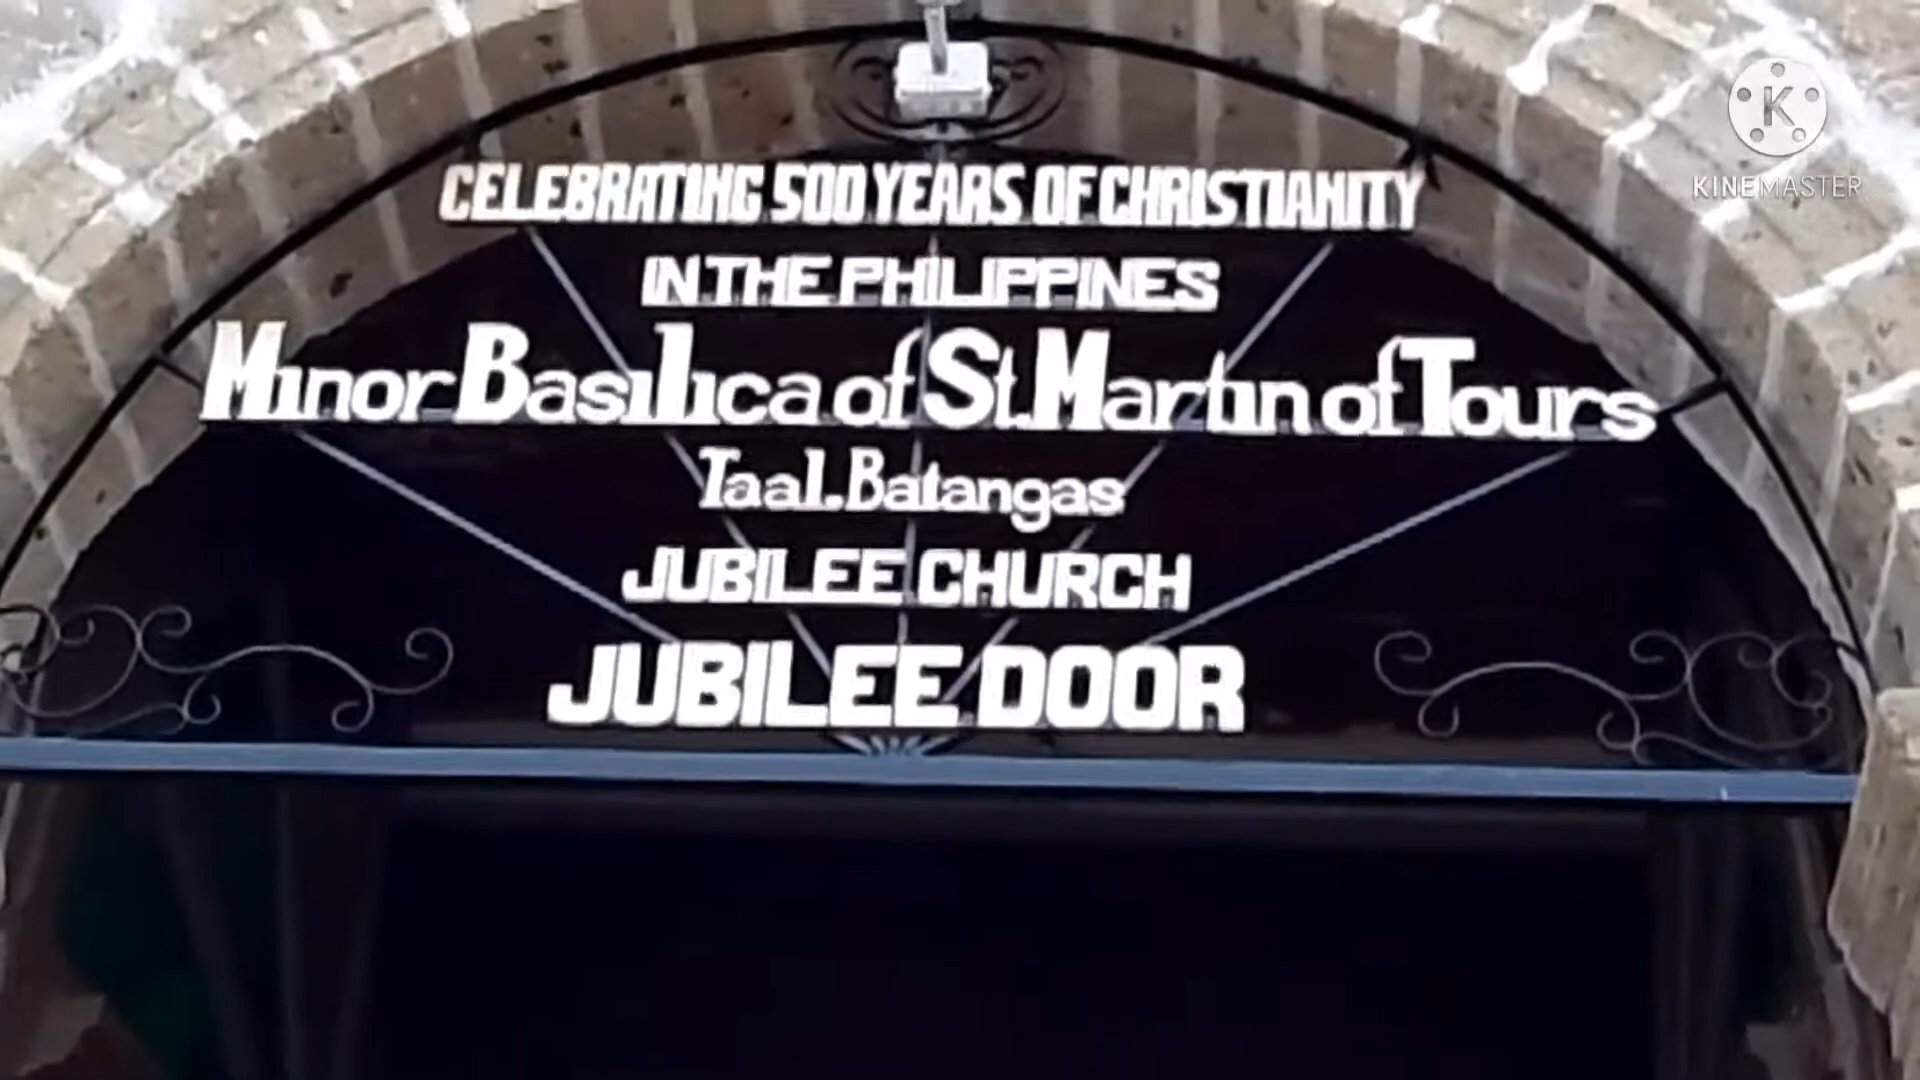 CELEBRATING 500 YEARS OF CHRISTIANITY
IN THE PHILIPPINES
Minor Basilica of St. Martin of Tours
Taal. Batangas
JUBILEE CHURCH
JUBILEE DOOR
K
KINEMASTER